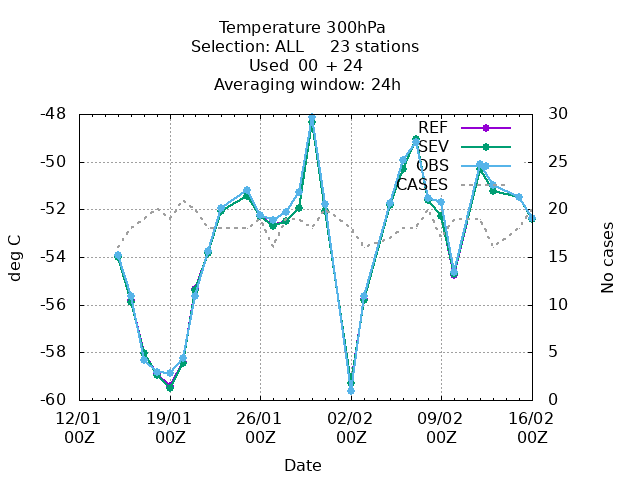 Temperature 300hPa
Selection: ALL     23 stations
Used  00 + 24
Averaging window: 24h
-48
-50
-52
-54
-56
-58
-60
30
25
20
15
10
5
0
REF
SEV
OBS
CASES
deg C
No cases
12/01 19/01 26/01 02/02 09/02 16/02
00Z 00Z 00Z 00Z 00Z 00Z
Date